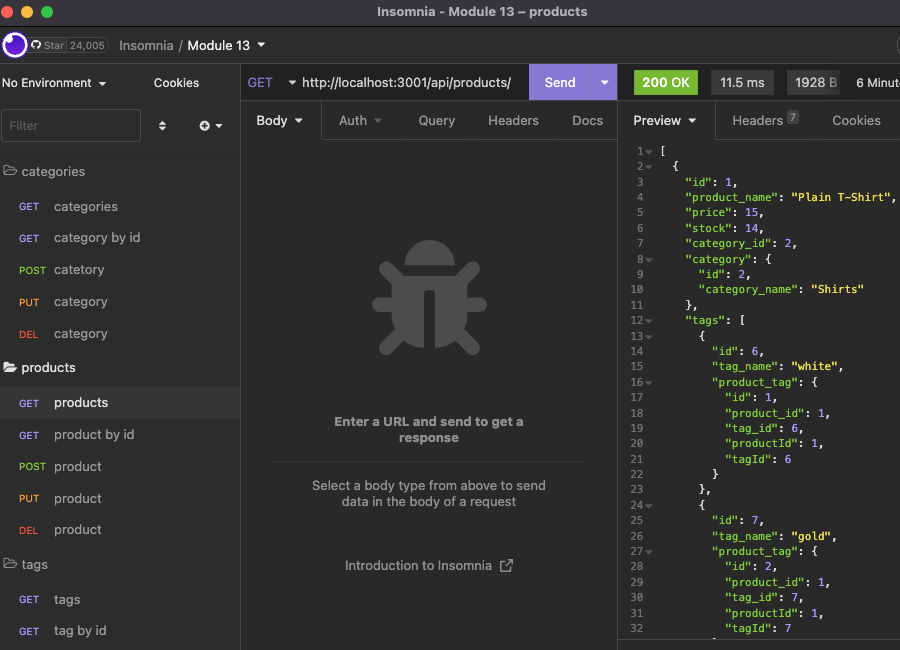 Insomnia - Module 13 – products
Star 24,005 Insomnia / Module 13
No Environment Cookies
Filter
categories
GET categories
GET category by id
POST catetory
PUT category
DEL category
products
GET products
GET product by id
POST product
PUT product
DEL product
tags
GET tags
GET tag by id
GET http://localhost:3001/api/products/ Send
Body Auth Query Headers Docs
Enter a URL and send to get a
response
Select a body type from above to send
data in the body of a request
Introduction to Insomnia
200 OK 11.5 ms 1928 B 6 Minut
Preview Headers 7 Cookies
1 [
2 {
3 "id": 1,
4 "product_name": "Plain T-Shirt",
5 "price": 15,
6 "stock": 14,
7 "category_id": 2,
8 "category": {
9 "id": 2,
10 "category_name": "Shirts"
11 },
12 "tags": [
13 {
14 "id": 6,
15 "tag_name": "white",
16 "product_tag": {
17 "id": 1,
18 "product_id": 1,
19 "tag_id": 6,
20 "productId": 1,
21 "tagId": 6
22 }
23 },
24 {
25 "id": 7,
26 "tag_name": "gold",
27 "product_tag": {
28 "id": 2,
29 "product_id": 1,
30 "tag_id": 7,
31 "productId": 1,
32 "tagId": 7